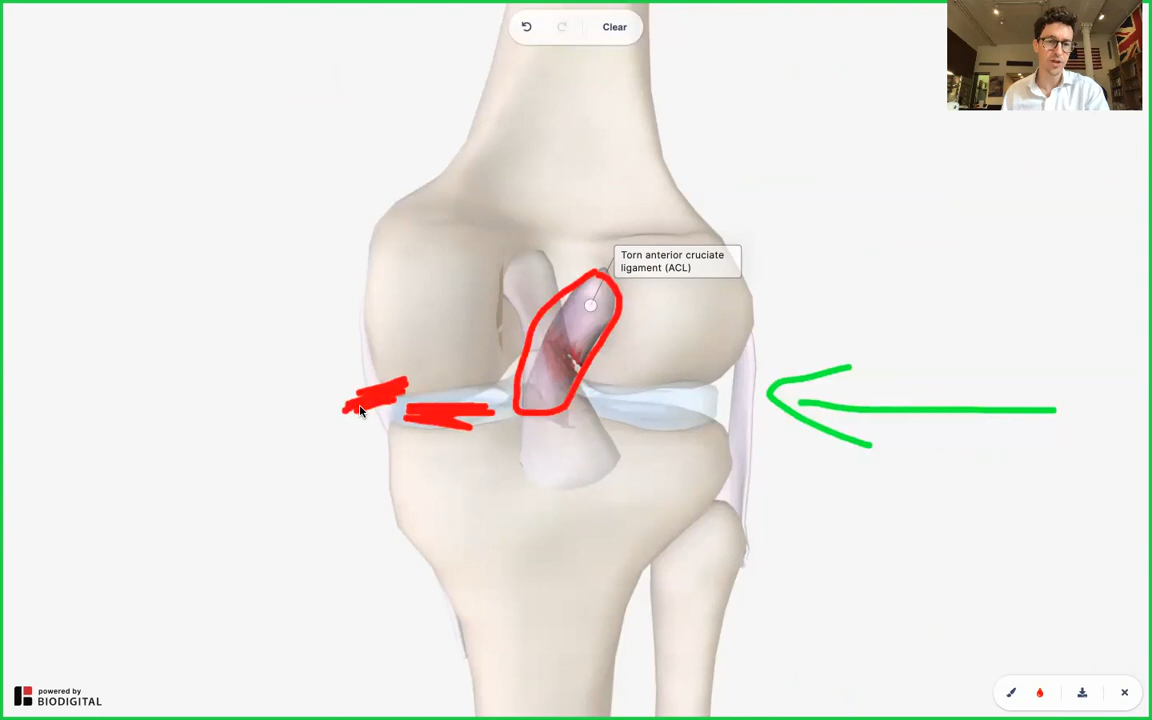 Clear
Torn anterior cruciate
ligament (ACL)
powered by
BIODIGITAL